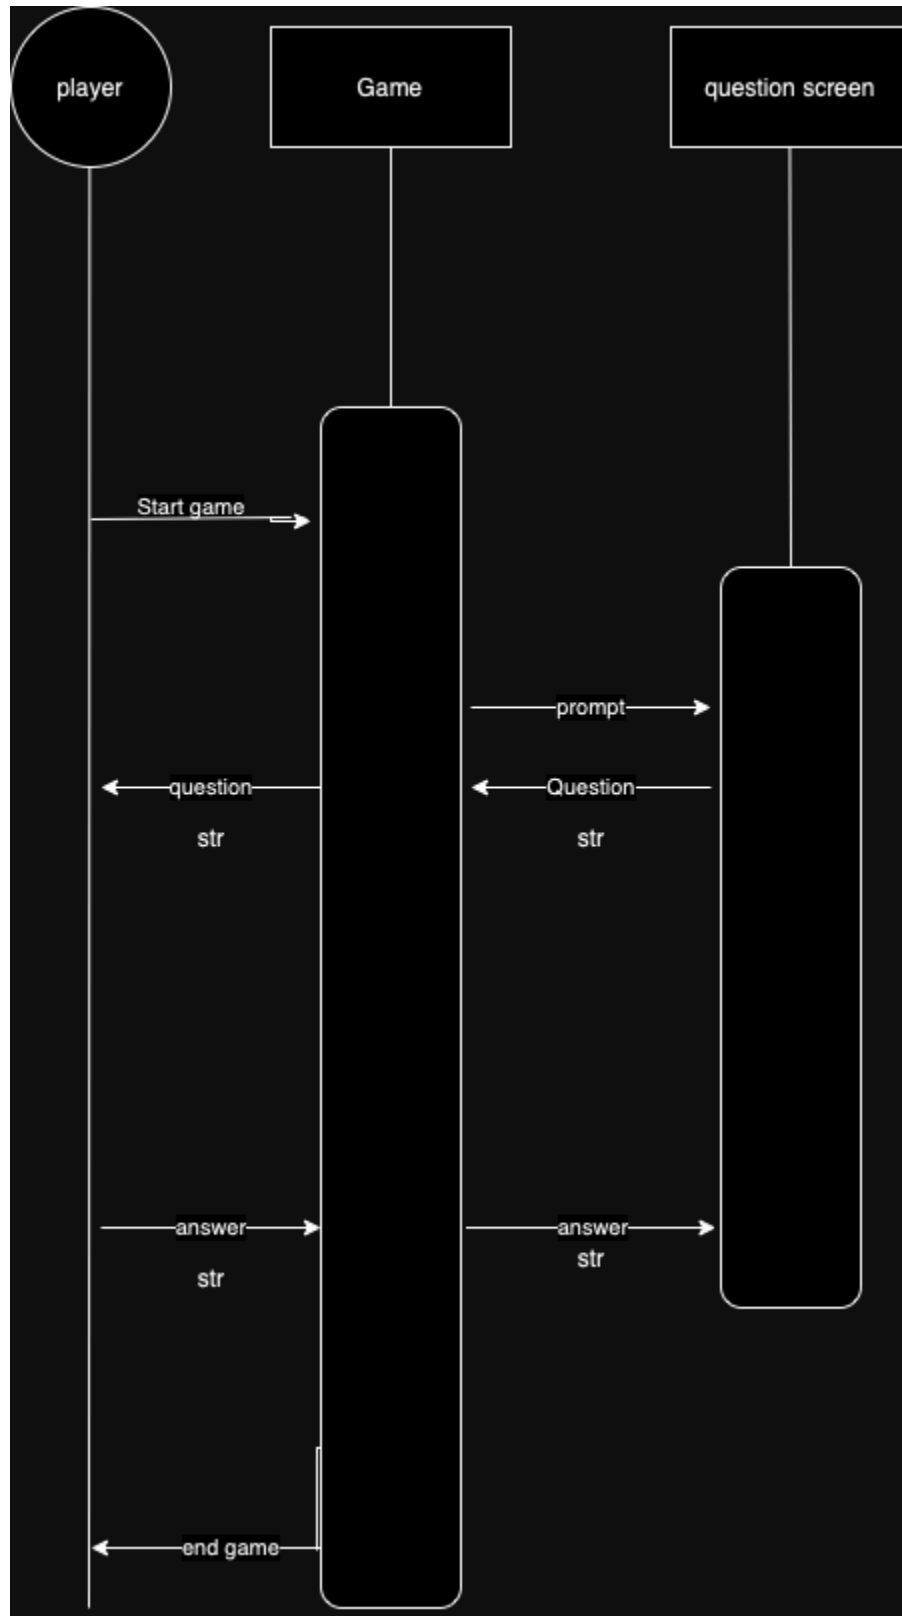 player
Game
question screen
Start game
prompt
question
Question
str
str
answer
answer
str
str
end game